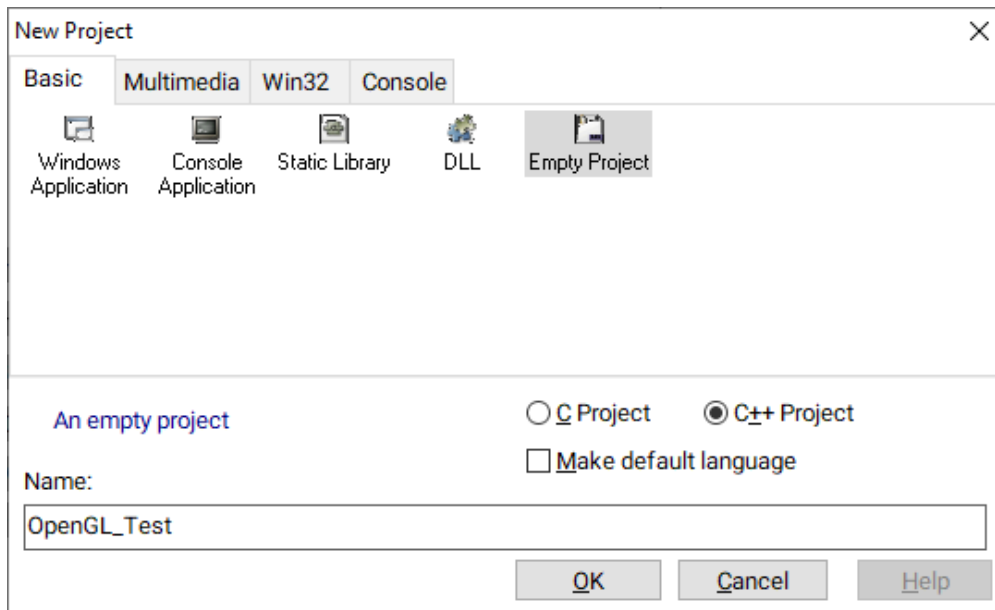 New Project
Basic Multimedia Win32 Console
Windows Application
Console Application
Static Library
DLL
Empty Project
An empty project
C Project
C++ Project
Make default language
Name:
OpenGL_Test
OK Cancel Help